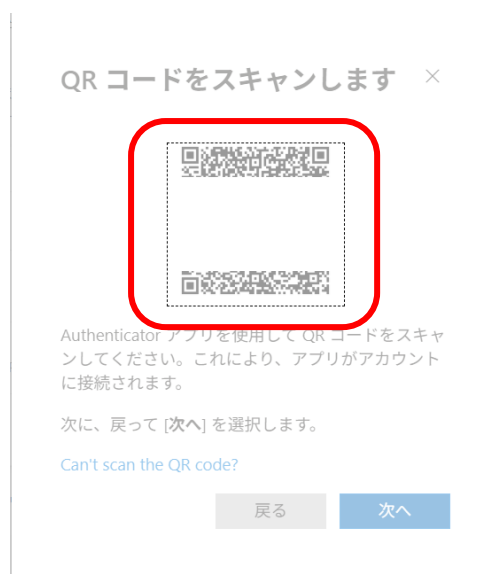 QR コードをスキャンします ×
Authenticator アプリを使用して QR コードをスキャ
ンしてください。これにより、アプリがアカウント
に接続されます。
次に、戻って [次へ] を選択します。
Can't scan the QR code?
戻る 次へ